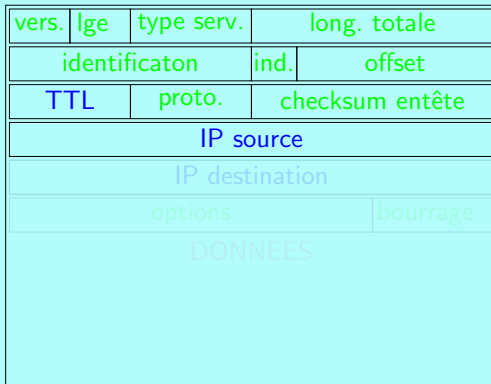 vers. lge type serv. long. totale
identificaton ind. offset
TTL proto. checksum entête
IP source
IP destination
options bourrage
DONNEES